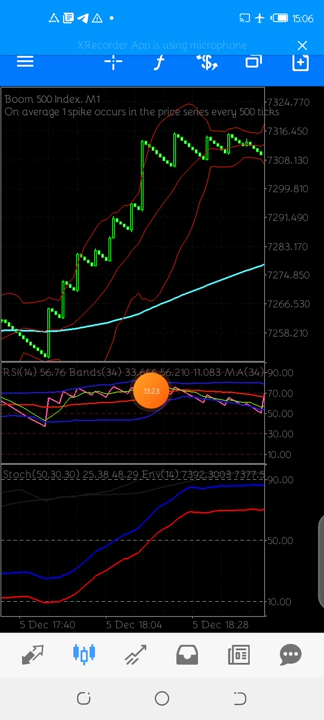 15:06
XRecorder App is using microphone
Boom 500 Index, M1
On average 1 spike occurs in the price series every 500 ticks
7324.770
7316.450
7308.130
7299.810
7291.490
7283.170
7274.850
7266.530
7258.210
RSI(14) 56.76 Bands(34) 33.646 56.210 11.083 MA(34)
90.00
70.00
50.00
30.00
10.00
13:23
Stoch(50,30,30) 25.38 48.29 Env(14) 7392.3003 7377.5
90.00
50.00
10.00
5 Dec 17:40
5 Dec 18:04
5 Dec 18:28